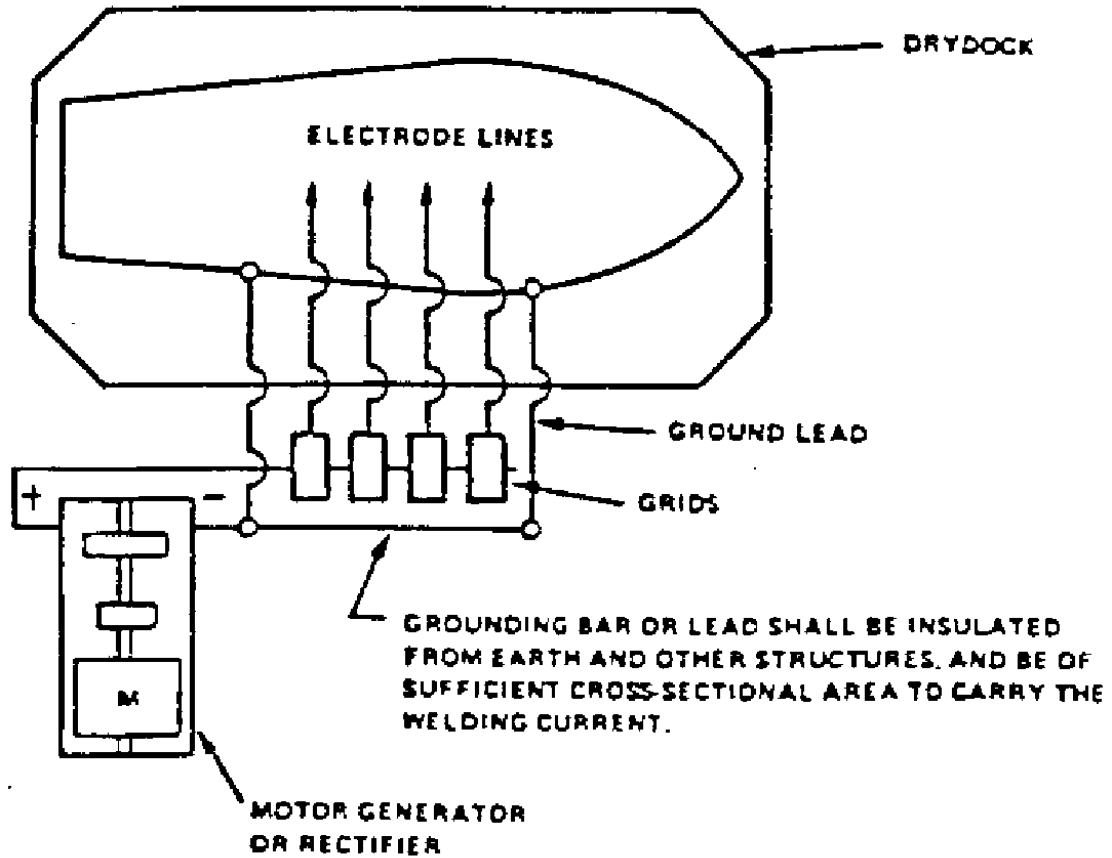 DRYDOCK
ELECTRODE LINES
GROUND LEAD
GRIDS
+ −
GROUNDING BAR OR LEAD SHALL BE INSULATED
FROM EARTH AND OTHER STRUCTURES, AND BE OF
SUFFICIENT CROSS-SECTIONAL AREA TO CARRY THE
WELDING CURRENT.
M
MOTOR GENERATOR
OR RECTIFIER